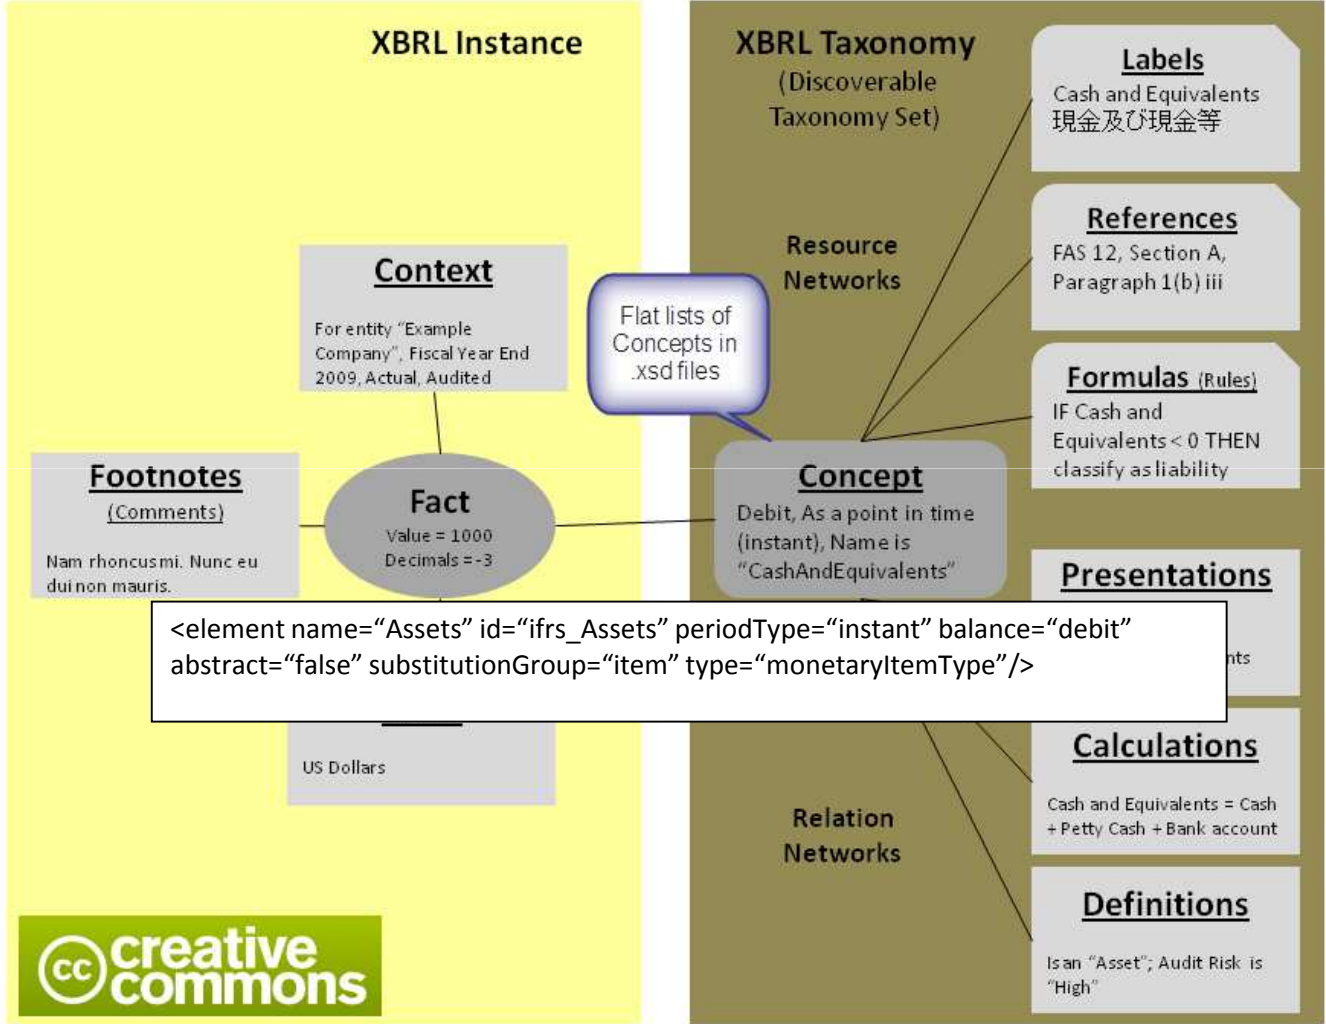 XBRL Instance
XBRL Taxonomy
(Discoverable
Taxonomy Set)
Labels
Cash and Equivalents
現金及び現金等
References
FAS 12, Section A,
Paragraph 1(b) iii
Resource
Networks
Formulas (Rules)
IF Cash and
Equivalents < 0 THEN
classify as liability
Context
For entity “Example
Company”, Fiscal Year End
2009, Actual, Audited
Flat lists of
Concepts in
.xsd files
Footnotes
(Comments)
Nam rhoncus mi. Nunc eu
dui non mauris.
Fact
Value = 1000
Decimals = -3
Concept
Debit, As a point in time
(instant), Name is
“CashAndEquivalents”
Presentations
<element name=“Assets” id=“ifrs_Assets” periodType=“instant” balance=“debit”
abstract=“false” substitutionGroup=“item” type=“monetaryItemType”/>
US Dollars
Calculations
Cash and Equivalents = Cash
+ Petty Cash + Bank account
Relation
Networks
Definitions
Is an “Asset”; Audit Risk is
“High”
cc creative
commons